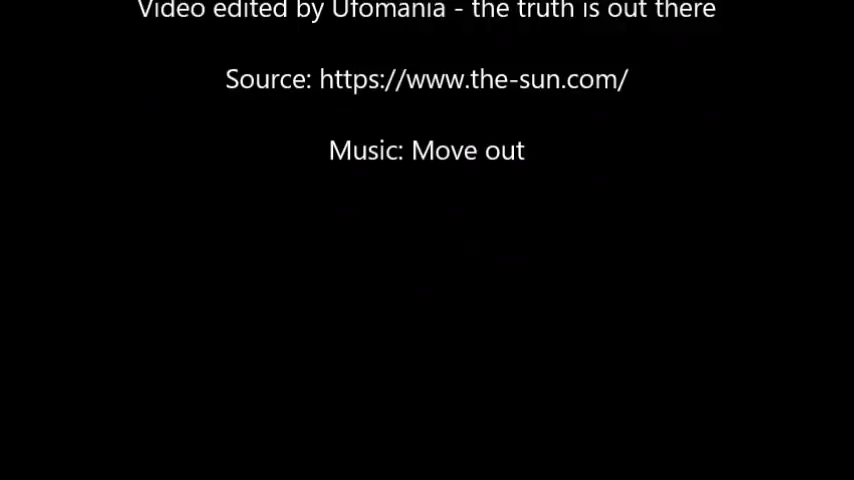 Video edited by Ufomania - the truth is out there
Source: https://www.the-sun.com/
Music: Move out